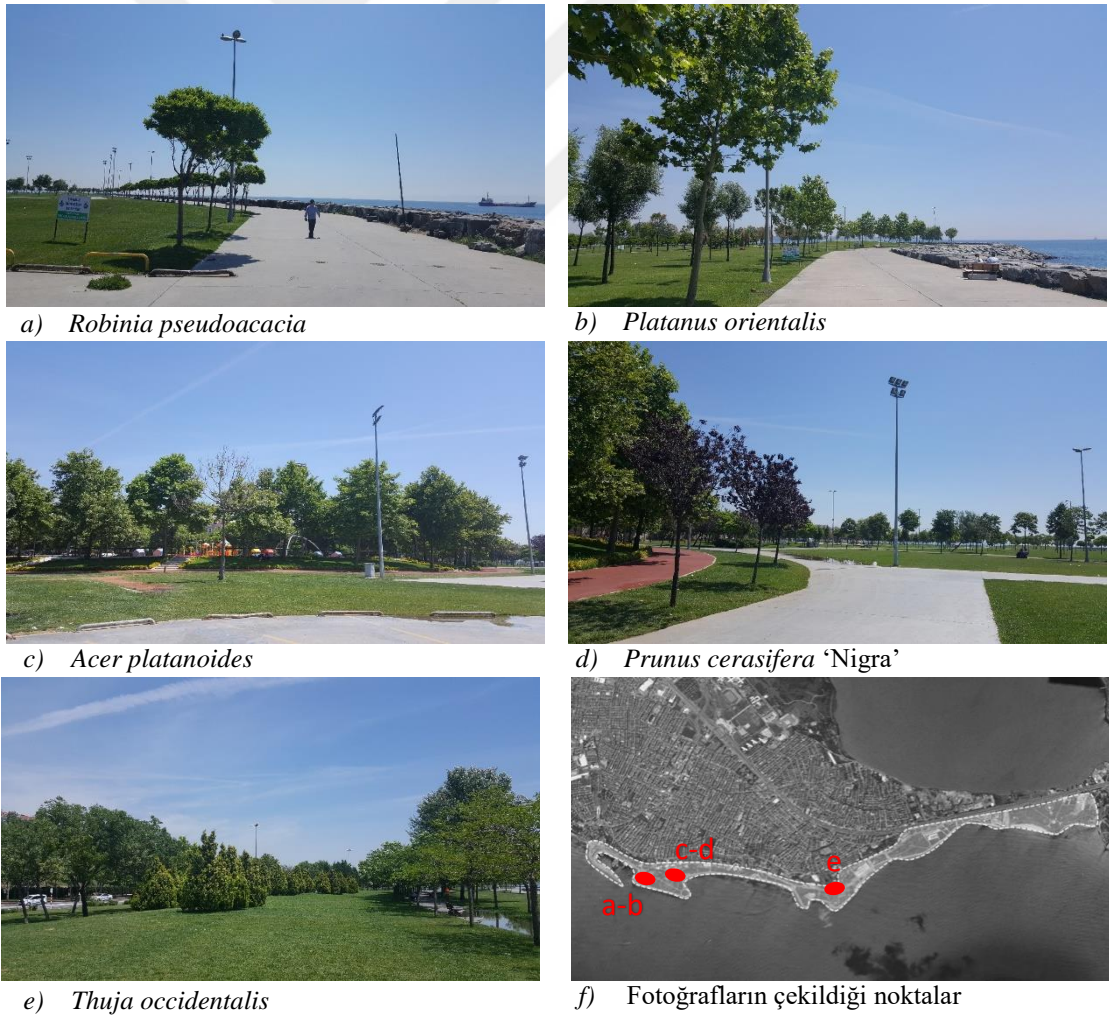 a) Robinia pseudoacacia
b) Platanus orientalis
c) Acer platanoides
d) Prunus cerasifera ‘Nigra’
e) Thuja occidentalis
c-d
e
a-b
f) Fotoğrafların çekildiği noktalar